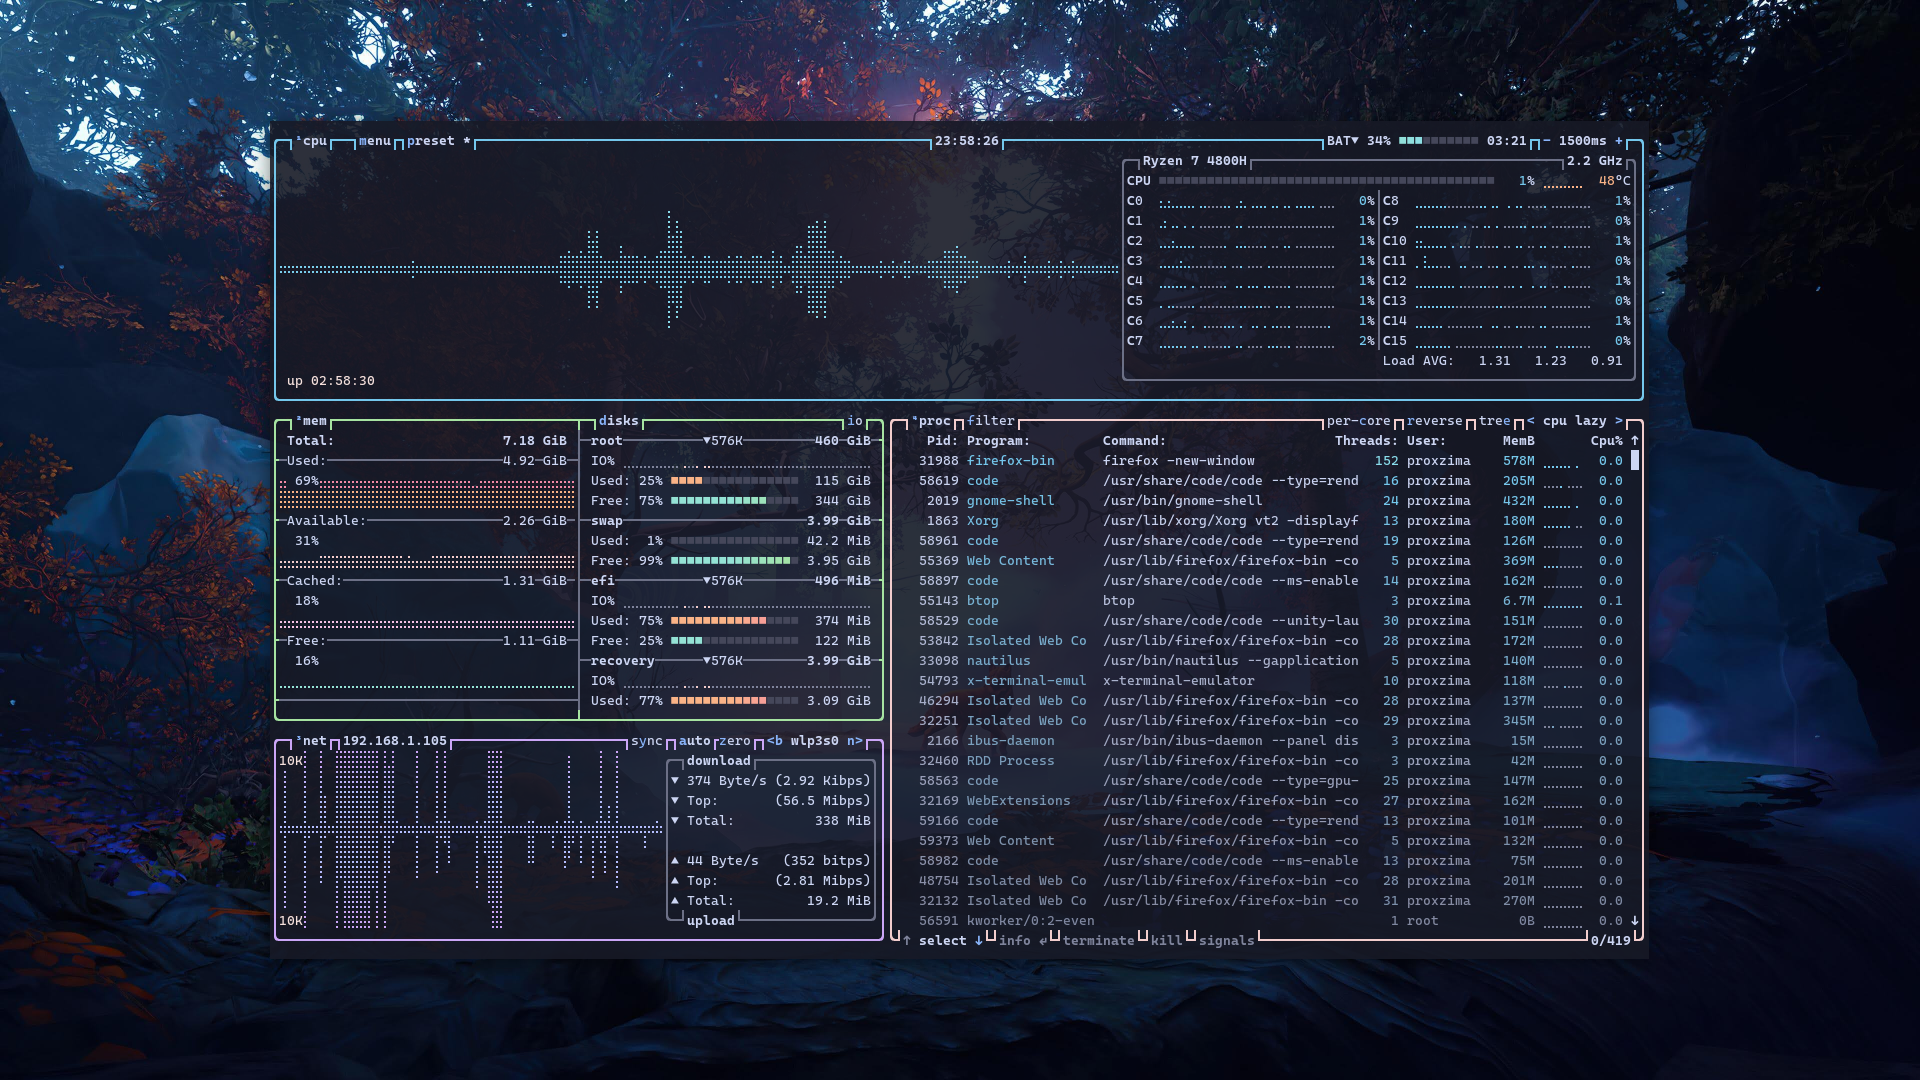 ¹cpu menu preset * 23:58:26 BAT▼ 34% 03:21 − 1500ms +
Ryzen 7 4800H 2.2 GHz
CPU 1% 48°C
C0 0% C8 1%
C1 1% C9 0%
C2 1% C10 1%
C3 1% C11 0%
C4 1% C12 1%
C5 1% C13 0%
C6 1% C14 1%
C7 2% C15 0%
Load AVG: 1.31 1.23 0.91
up 02:58:30
²mem
Total: 7.18 GiB
Used: 4.92 GiB
69%
Available: 2.26 GiB
31%
Cached: 1.31 GiB
18%
Free: 1.11 GiB
16%
disks io
root ▼576K 460 GiB
IO%
Used: 25% 115 GiB
Free: 75% 344 GiB
swap 3.99 GiB
Used: 1% 42.2 MiB
Free: 99% 3.95 GiB
efi ▼576K 496 MiB
IO%
Used: 75% 374 MiB
Free: 25% 122 MiB
recovery ▼576K 3.99 GiB
IO%
Used: 77% 3.09 GiB
³net 192.168.1.105 sync auto zero <b wlp3s0 n>
10K
download
▼ 374 Byte/s (2.92 Kibps)
▼ Top: (56.5 Mibps)
▼ Total: 338 MiB
▲ 44 Byte/s (352 bitps)
▲ Top: (2.81 Mibps)
▲ Total: 19.2 MiB
10K
upload
⁴proc filter per-core reverse tree < cpu lazy >
Pid: Program: Command: Threads: User: MemB Cpu% ↑
31988 firefox-bin firefox -new-window 152 proxzima 578M 0.0
58619 code /usr/share/code/code --type=rend 16 proxzima 205M 0.0
2019 gnome-shell /usr/bin/gnome-shell 24 proxzima 432M 0.0
1863 Xorg /usr/lib/xorg/Xorg vt2 -displayf 13 proxzima 180M 0.0
58961 code /usr/share/code/code --type=rend 19 proxzima 126M 0.0
55369 Web Content /usr/lib/firefox/firefox-bin -co 5 proxzima 369M 0.0
58897 code /usr/share/code/code --ms-enable 14 proxzima 162M 0.0
55143 btop btop 3 proxzima 6.7M 0.1
58529 code /usr/share/code/code --unity-lau 30 proxzima 151M 0.0
53842 Isolated Web Co /usr/lib/firefox/firefox-bin -co 28 proxzima 172M 0.0
33098 nautilus /usr/bin/nautilus --gapplication 5 proxzima 140M 0.0
54793 x-terminal-emul x-terminal-emulator 10 proxzima 118M 0.0
46294 Isolated Web Co /usr/lib/firefox/firefox-bin -co 28 proxzima 137M 0.0
32251 Isolated Web Co /usr/lib/firefox/firefox-bin -co 29 proxzima 345M 0.0
2166 ibus-daemon /usr/bin/ibus-daemon --panel dis 3 proxzima 15M 0.0
32460 RDD Process /usr/lib/firefox/firefox-bin -co 3 proxzima 42M 0.0
58563 code /usr/share/code/code --type=gpu- 25 proxzima 147M 0.0
32169 WebExtensions /usr/lib/firefox/firefox-bin -co 27 proxzima 162M 0.0
59166 code /usr/share/code/code --type=rend 13 proxzima 101M 0.0
59373 Web Content /usr/lib/firefox/firefox-bin -co 5 proxzima 132M 0.0
58982 code /usr/share/code/code --ms-enable 13 proxzima 75M 0.0
48754 Isolated Web Co /usr/lib/firefox/firefox-bin -co 28 proxzima 201M 0.0
32132 Isolated Web Co /usr/lib/firefox/firefox-bin -co 31 proxzima 270M 0.0
56591 kworker/0:2-even 1 root 0B 0.0 ↓
↑ select ↓ info ↲ terminate kill signals 0/419